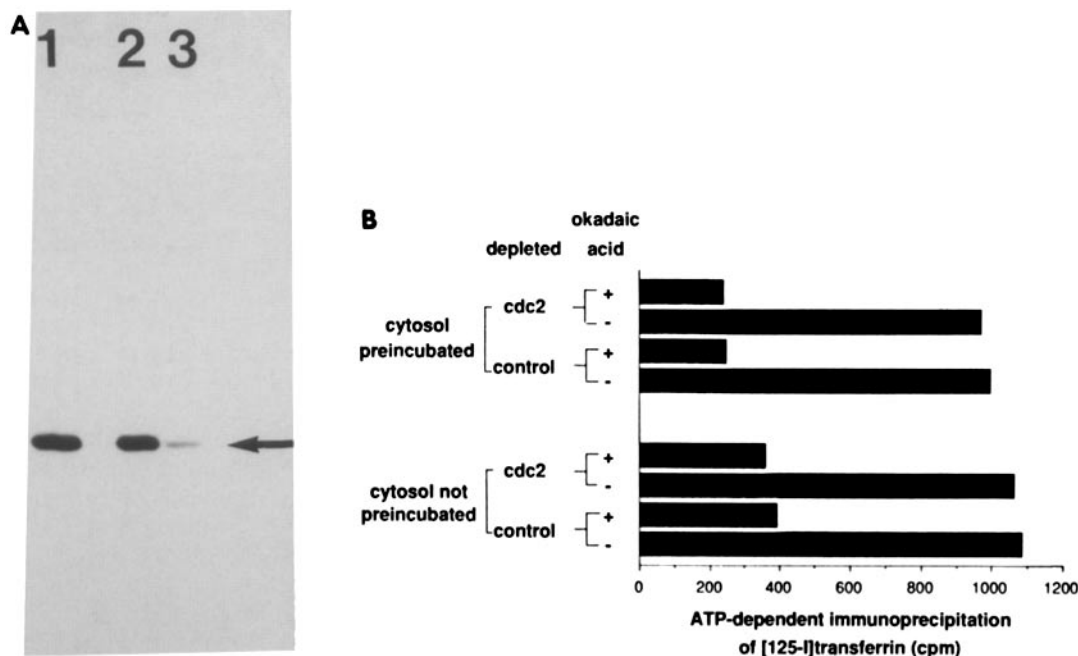 A
1 2 3
B
okadaic
depleted acid
+
cdc2
-
cytosol
preincubated
+
control
-
+
cdc2
-
cytosol not
preincubated
+
control
-
0 200 400 600 800 1000 1200
ATP-dependent immunoprecipitation
of [125-I]transferrin (cpm)